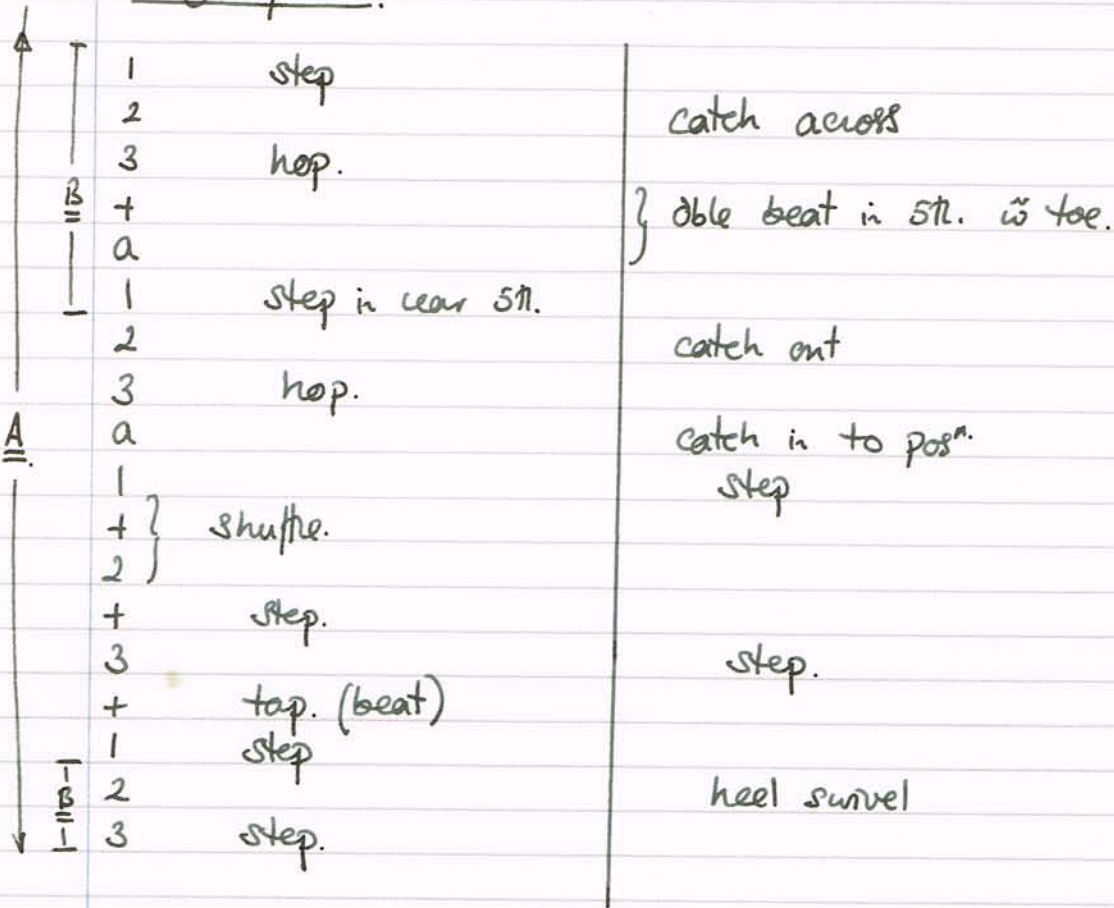 1 step
2 catch across
3 hop.
+ } dble beat in 5th. w̃ toe.
B
a
1 step in rear 5th.
2 catch out
3 hop.
A.
a catch in to posⁿ.
1 step
+ } shuffle.
2
+ step.
3 step.
+ tap. (beat)
1 step
B
2 heel swivel
3 step.